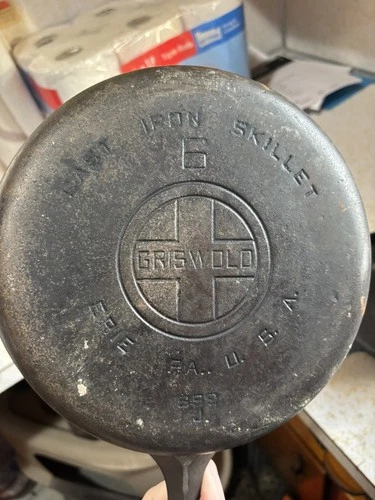 CAST IRON SKILLET
6
GRISWOLD
ERIE PA., U. S. A.
699
J